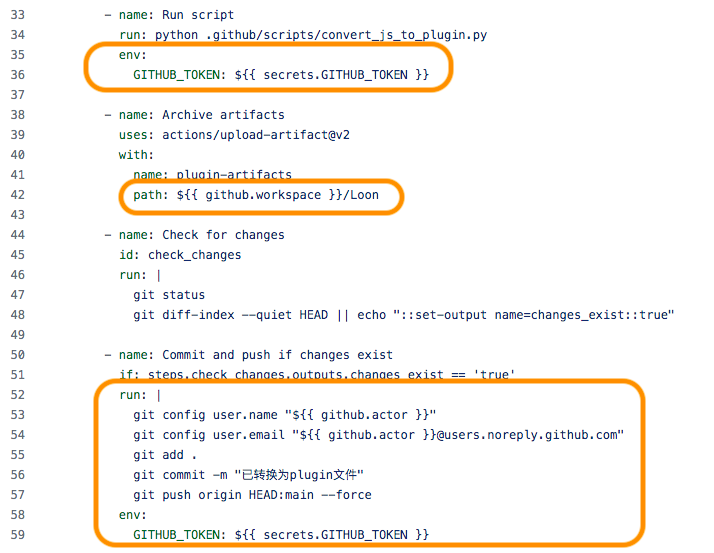 33 - name: Run script
34 run: python .github/scripts/convert_js_to_plugin.py
35 env:
36 GITHUB_TOKEN: ${{ secrets.GITHUB_TOKEN }}
37
38 - name: Archive artifacts
39 uses: actions/upload-artifact@v2
40 with:
41 name: plugin-artifacts
42 path: ${{ github.workspace }}/Loon
43
44 - name: Check for changes
45 id: check_changes
46 run: |
47 git status
48 git diff-index --quiet HEAD || echo "::set-output name=changes_exist::true"
49
50 - name: Commit and push if changes exist
51 if: steps.check_changes.outputs.changes_exist == 'true'
52 run: |
53 git config user.name "${{ github.actor }}"
54 git config user.email "${{ github.actor }}@users.noreply.github.com"
55 git add .
56 git commit -m "已转换为plugin文件"
57 git push origin HEAD:main --force
58 env:
59 GITHUB_TOKEN: ${{ secrets.GITHUB_TOKEN }}